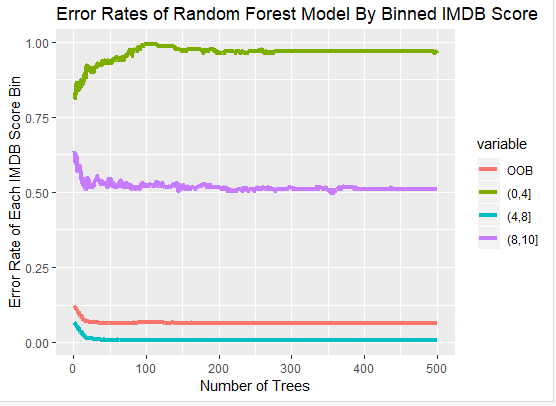 Error Rates of Random Forest Model By Binned IMDB Score
Error Rate of Each IMDB Score Bin
1.00
0.75
0.50
0.25
0.00
0
100
200
300
400
500
Number of Trees
variable
OOB
(0,4]
(4,8]
(8,10]